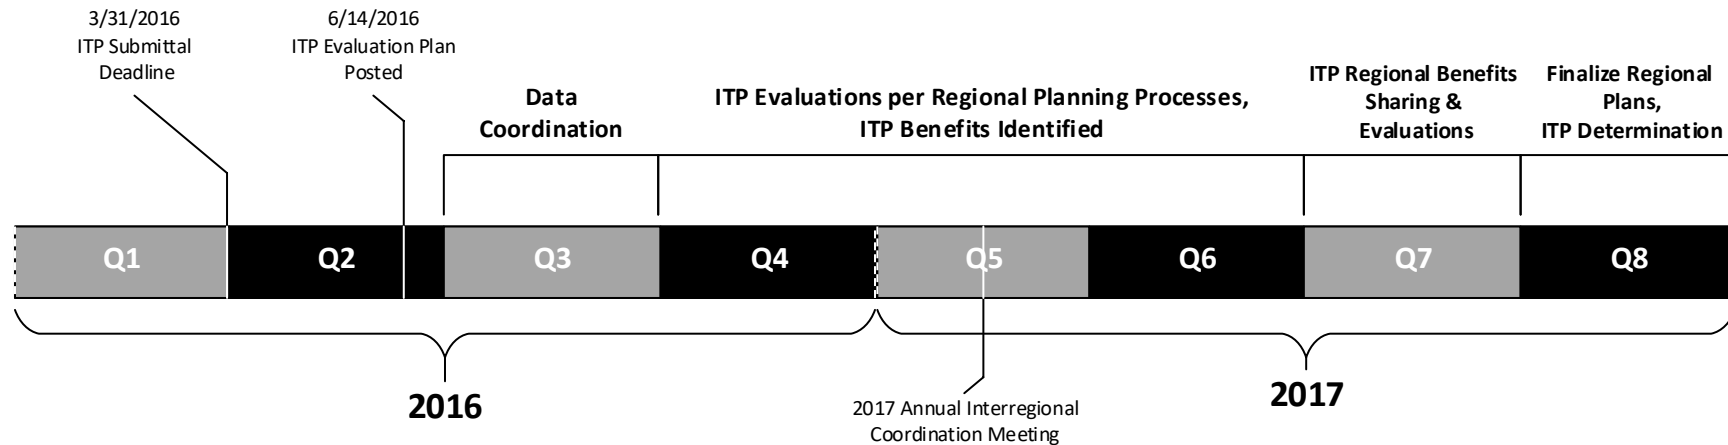 3/31/2016
ITP Submittal
Deadline
6/14/2016
ITP Evaluation Plan
Posted
Data
Coordination
ITP Evaluations per Regional Planning Processes,
ITP Benefits Identified
ITP Regional Benefits
Sharing &
Evaluations
Finalize Regional
Plans,
ITP Determination
Q1
Q2
Q3
Q4
Q5
Q6
Q7
Q8
2016
2017 Annual Interregional
Coordination Meeting
2017